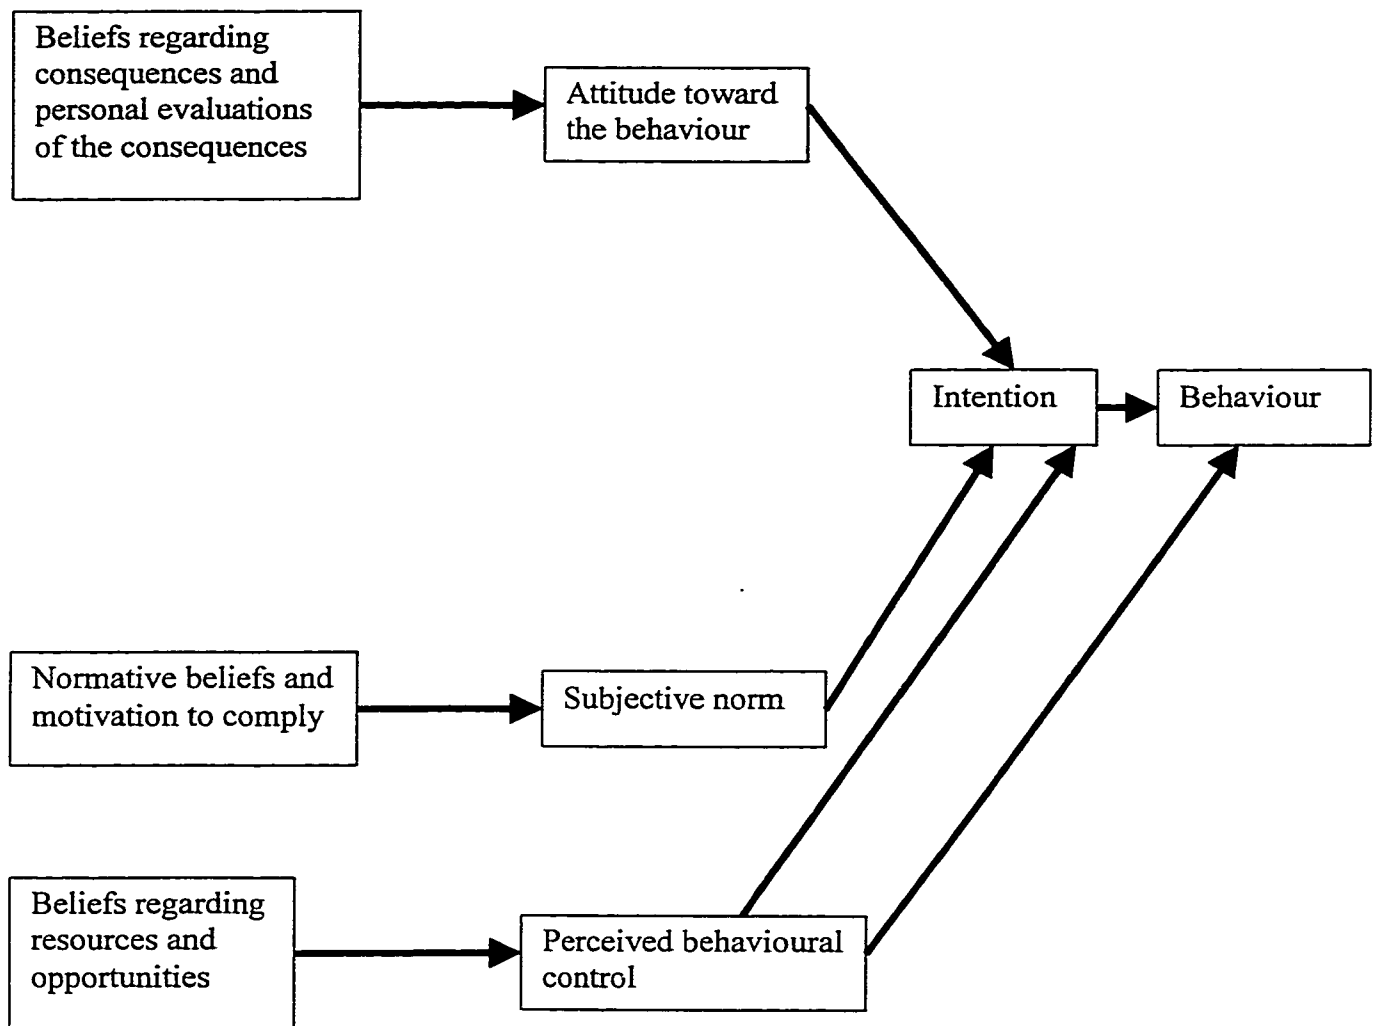 Beliefs regarding
consequences and
personal evaluations
of the consequences
Attitude toward
the behaviour
Intention
Behaviour
Normative beliefs and
motivation to comply
Subjective norm
Beliefs regarding
resources and
opportunities
Perceived behavioural
control